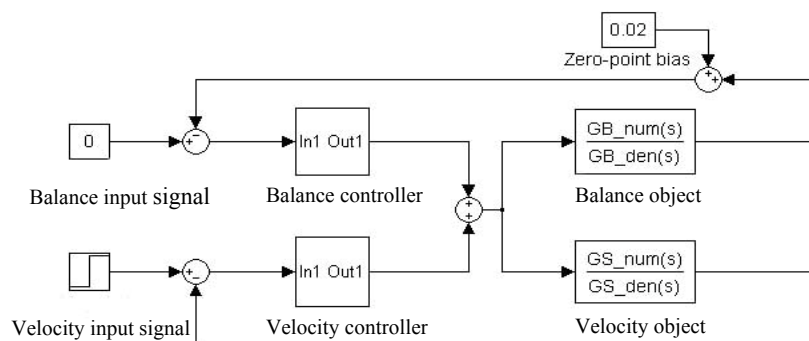 0.02
Zero-point bias
+ +
−
+
0
In1 Out1
GB_num(s)
GB_den(s)
Balance input signal
Balance controller
Balance object
+
+
+
−
In1 Out1
GS_num(s)
GS_den(s)
Velocity input signal
Velocity controller
Velocity object